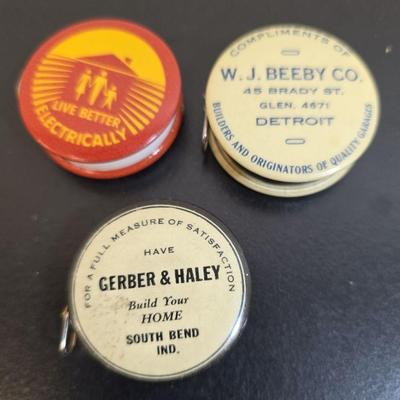 LIVE BETTER
ELECTRICALLY
COMPLIMENTS OF
W. J. BEEBY CO.
45 BRADY ST.
GLEN. 4671
DETROIT
BUILDERS AND ORIGINATORS OF QUALITY GARAGES
FOR A FULL MEASURE OF SATISFACTION
HAVE
GERBER & HALEY
Build Your
HOME
SOUTH BEND
IND.